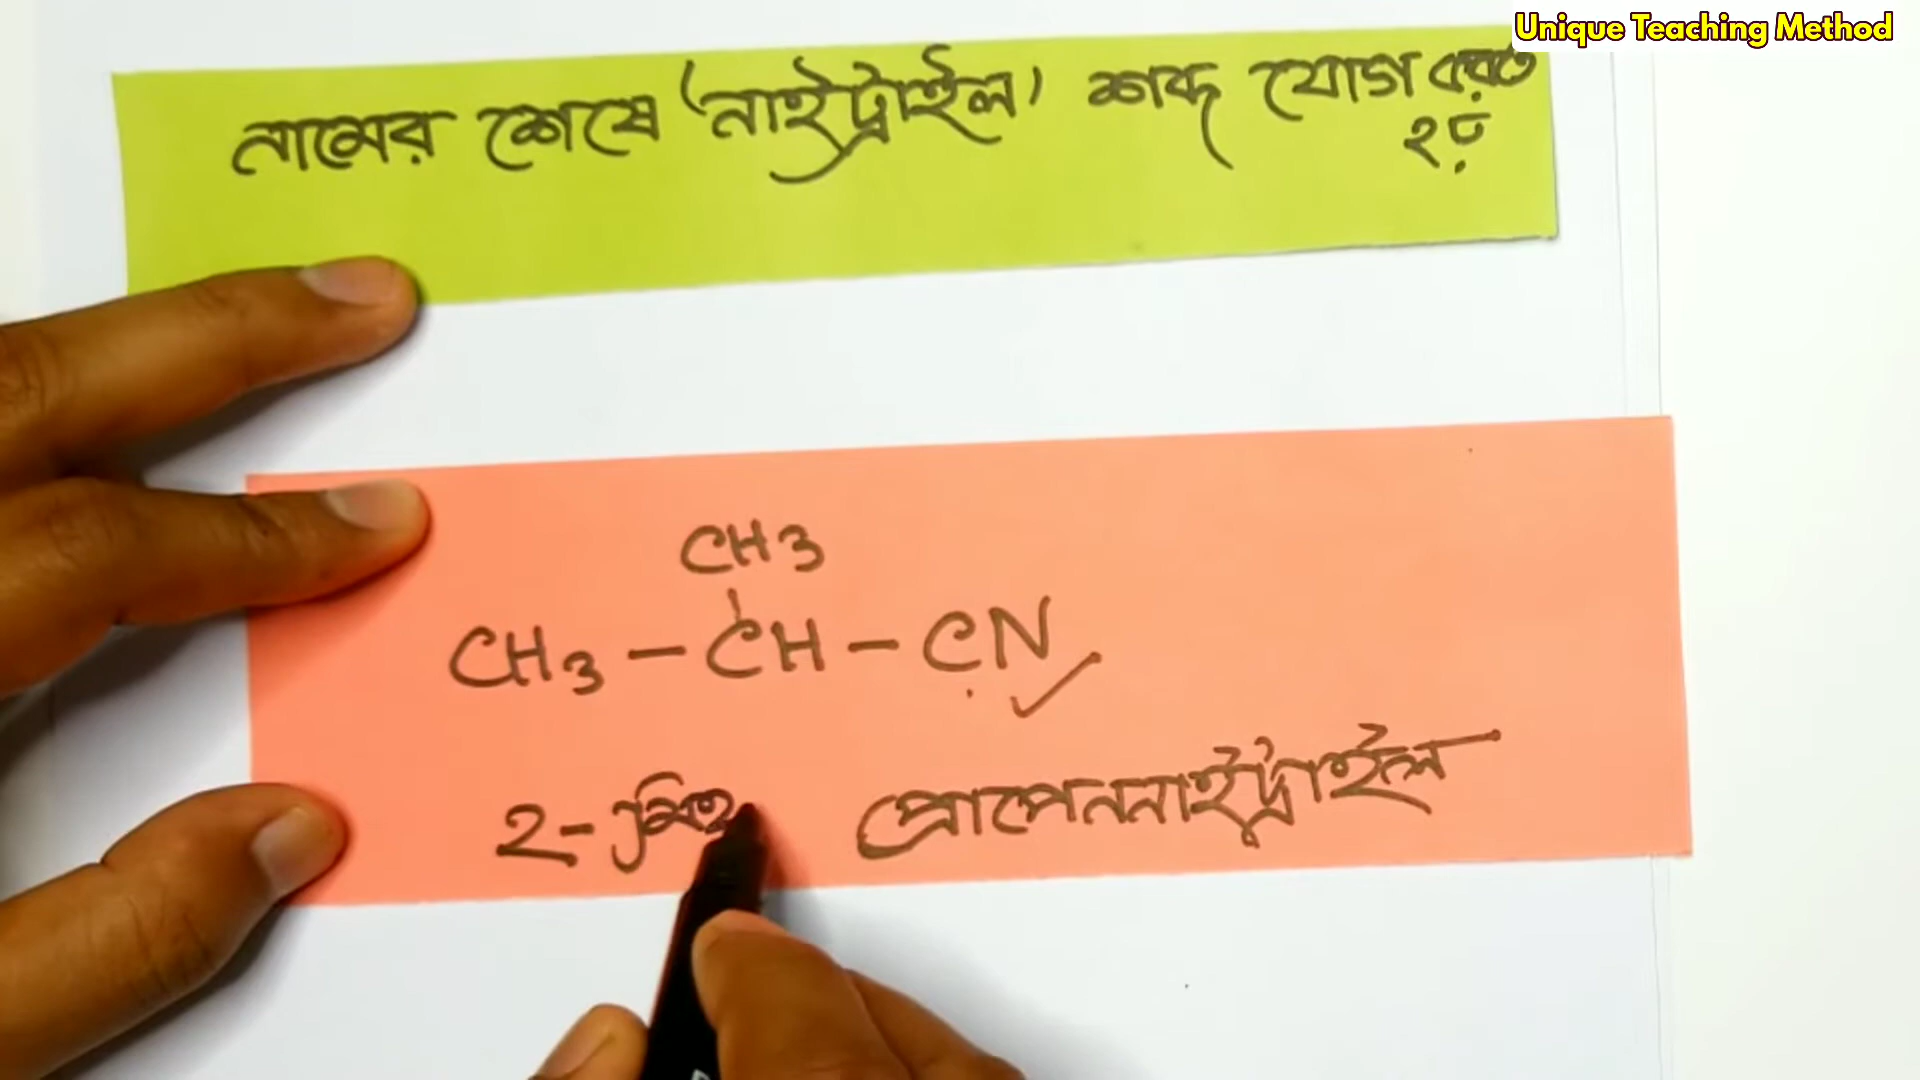 Unique Teaching Method
নামের শেষে 'নাইট্রাইল' শব্দ যোগ করতে
হয়
CH3
CH3 - CH - CN
2- মিথ প্রোপেননাইট্রাইল